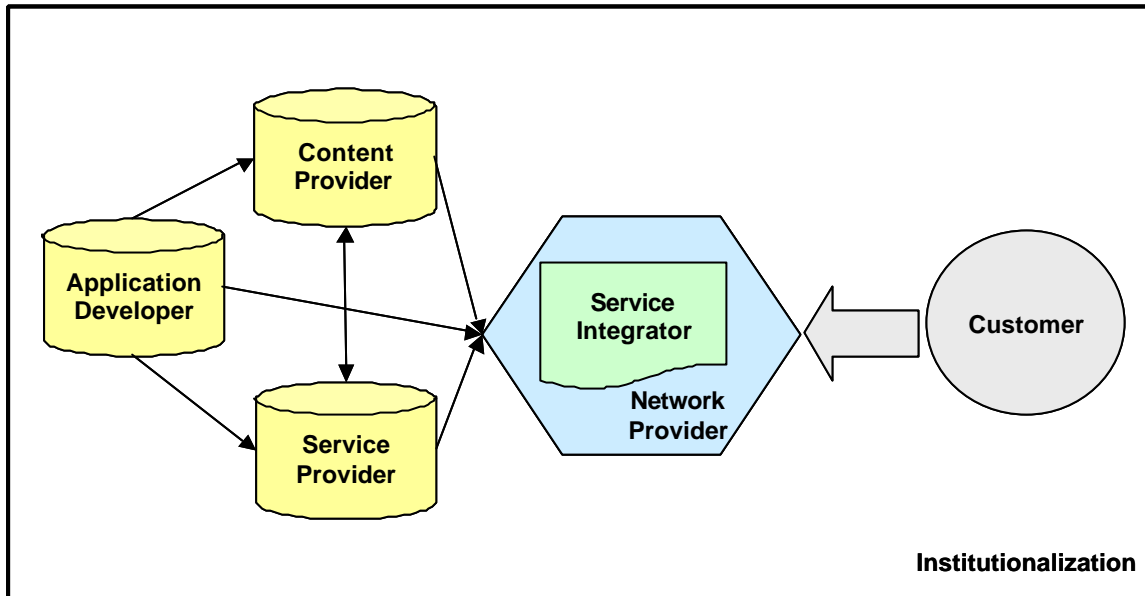 Content
Provider
Application
Developer
Service
Provider
Service
Integrator
Network
Provider
Customer
Institutionalization